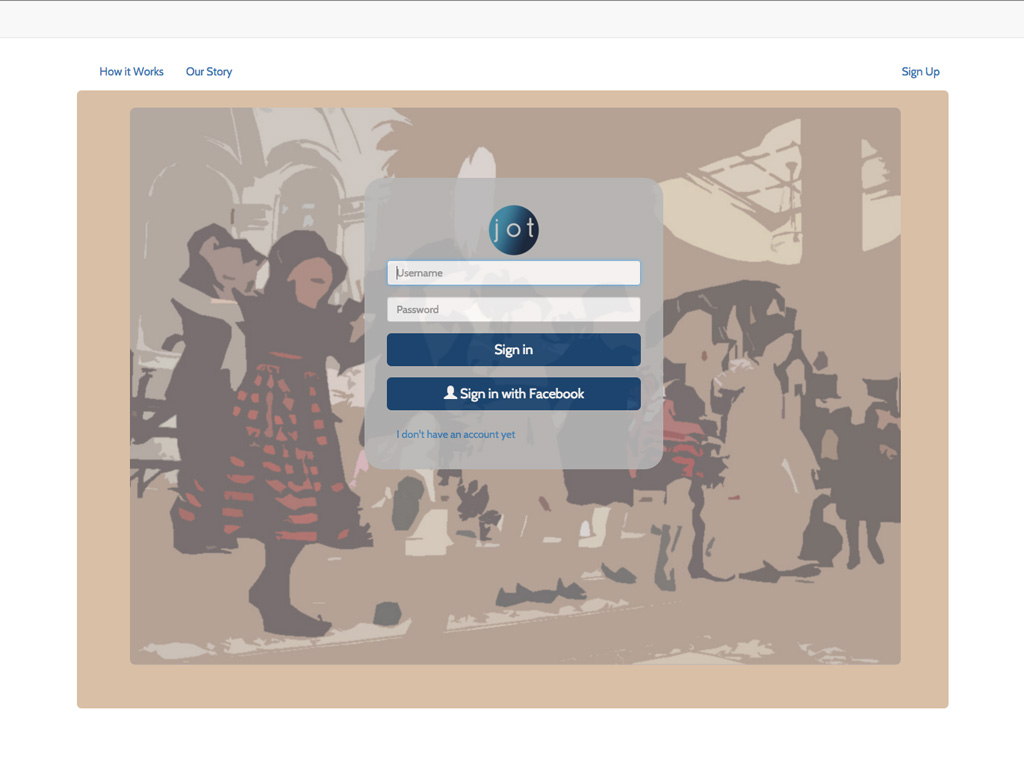 How it Works
Our Story
Sign Up
jot
Username
Password
Sign in
Sign in with Facebook
I don't have an account yet